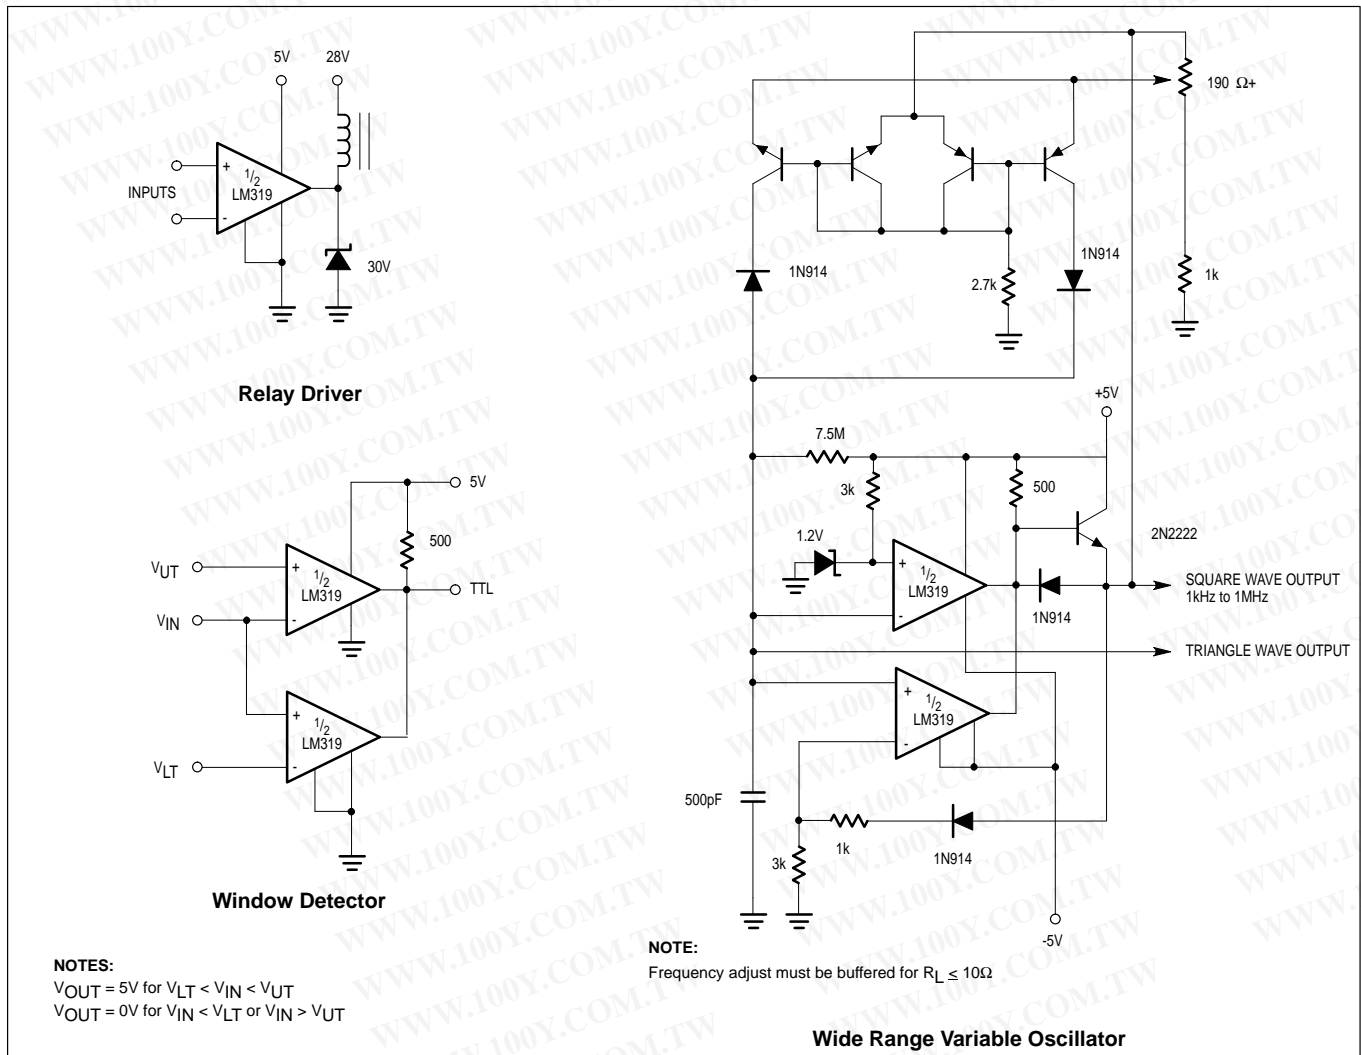 5V
28V
+
1/2
LM319
-
INPUTS
30V
Relay Driver
5V
500
VUT
+
1/2
LM319
-
TTL
VIN
+
1/2
LM319
-
VLT
Window Detector
NOTES:
VOUT = 5V for VLT < VIN < VUT
VOUT = 0V for VIN < VLT or VIN > VUT
190 Ω+
1N914
1N914
2.7k
1k
+5V
7.5M
3k
500
1.2V
2N2222
+
1/2
LM319
-
1N914
SQUARE WAVE OUTPUT
1kHz to 1MHz
TRIANGLE WAVE OUTPUT
+
1/2
LM319
-
500pF
1k
1N914
3k
-5V
NOTE:
Frequency adjust must be buffered for RL ≤ 10Ω
Wide Range Variable Oscillator
WWW.100Y.COM.TW